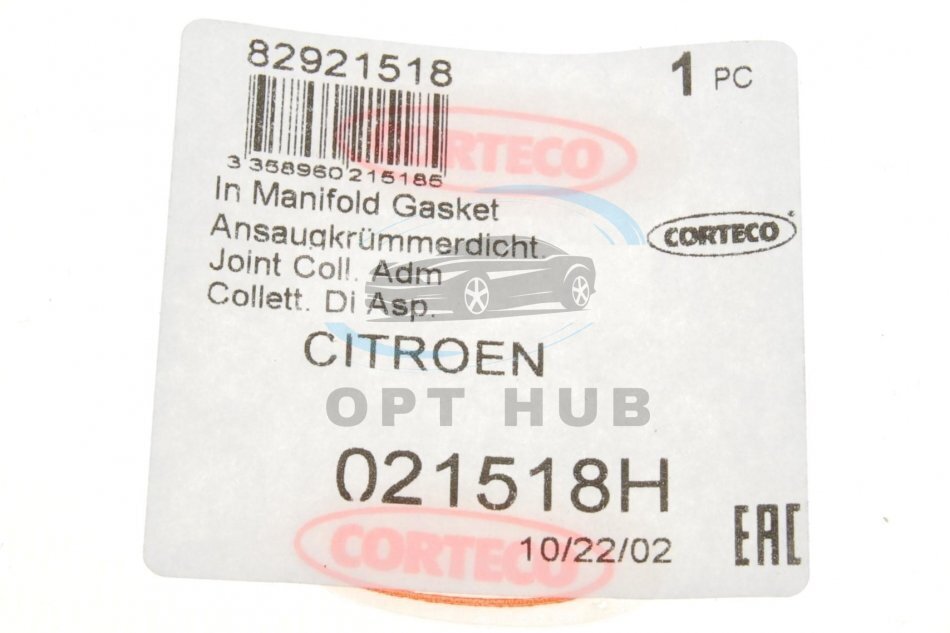 82921518
1 PC
CORTECO
3 358960 215186
In Manifold Gasket
Ansaugkrümmerdicht.
CORTECO
Joint Coll. Adm
Collett. Di Asp.
CITROEN
OPT HUB
021518H
10/22/02
EAC
CORTECO